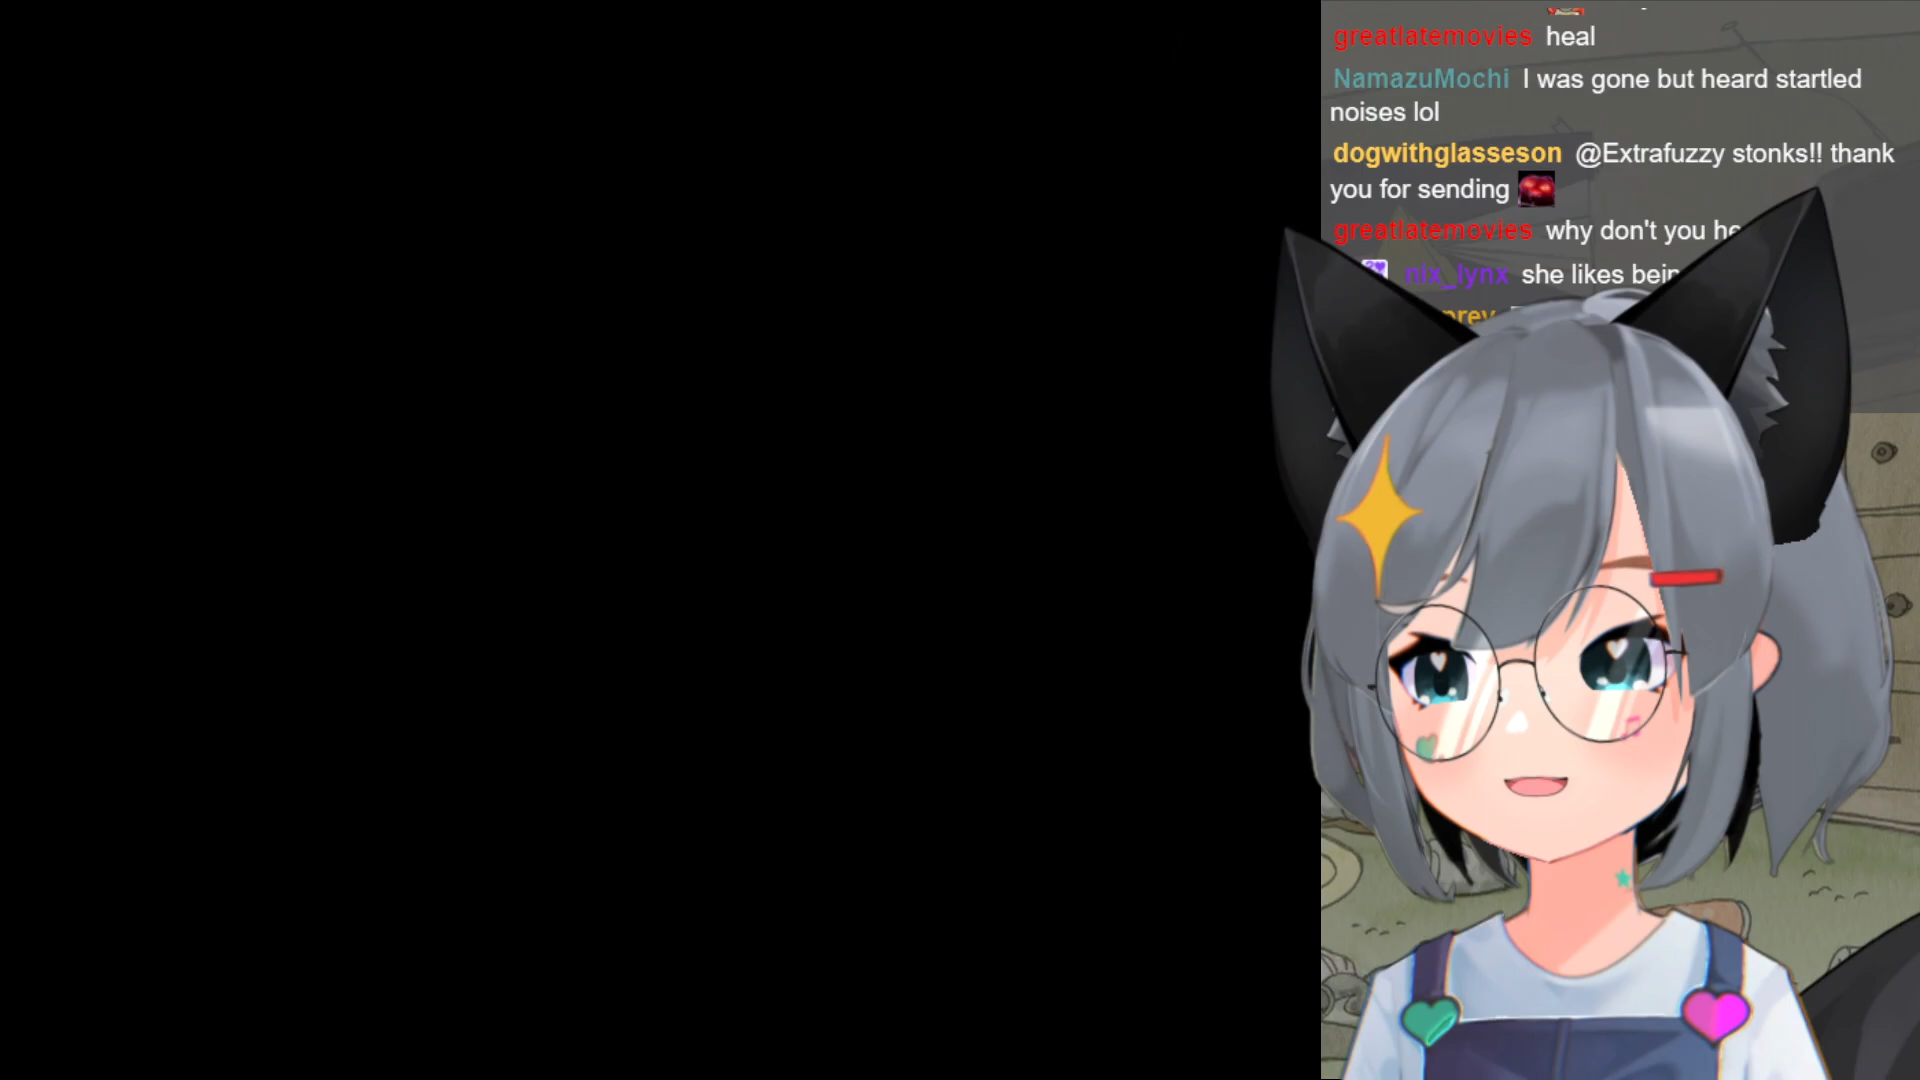 greatlatemovies heal
NamazuMochi I was gone but heard startled
noises lol
dogwithglasseson @Extrafuzzy stonks!! thank
you for sending
greatlatemovies why don't you
nix_lynx she likes